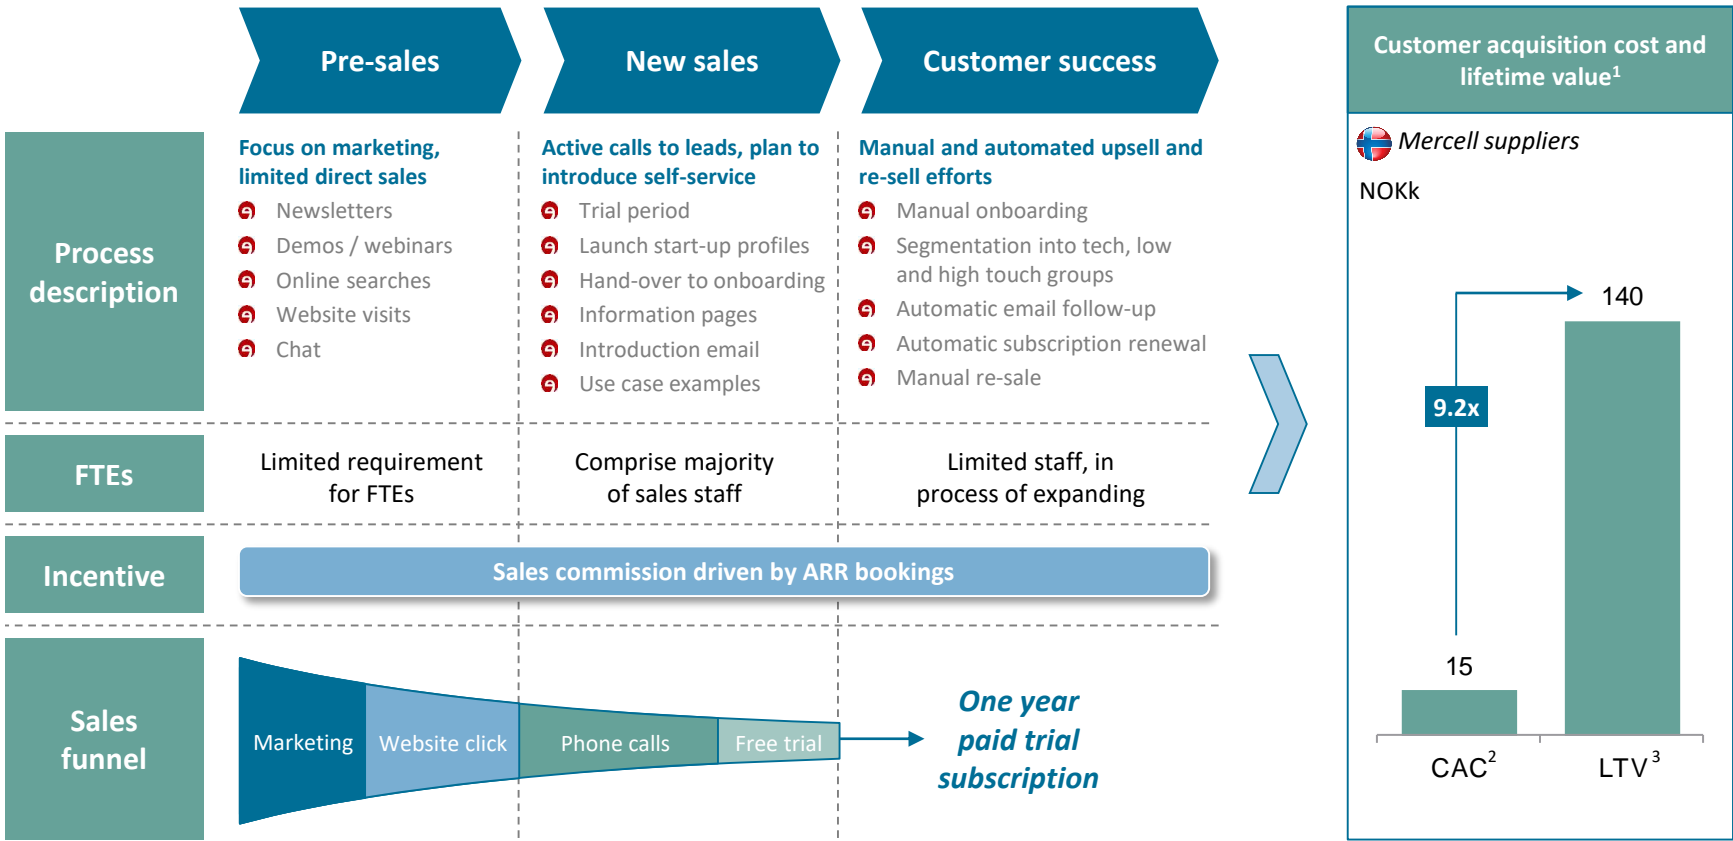 Pre-sales
New sales
Customer success
Customer acquisition cost and
lifetime value1
Process
description
Focus on marketing,
limited direct sales
Newsletters
Demos / webinars
Online searches
Website visits
Chat
Active calls to leads, plan to
introduce self-service
Trial period
Launch start-up profiles
Hand-over to onboarding
Information pages
Introduction email
Use case examples
Manual and automated upsell and
re-sell efforts
Manual onboarding
Segmentation into tech, low
and high touch groups
Automatic email follow-up
Automatic subscription renewal
Manual re-sale
FTEs
Limited requirement
for FTEs
Comprise majority
of sales staff
Limited staff, in
process of expanding
Incentive
Sales commission driven by ARR bookings
Sales
funnel
Marketing
Website click
Phone calls
Free trial
One year
paid trial
subscription
Mercell suppliers
NOKk
140
9.2x
15
CAC2
LTV3